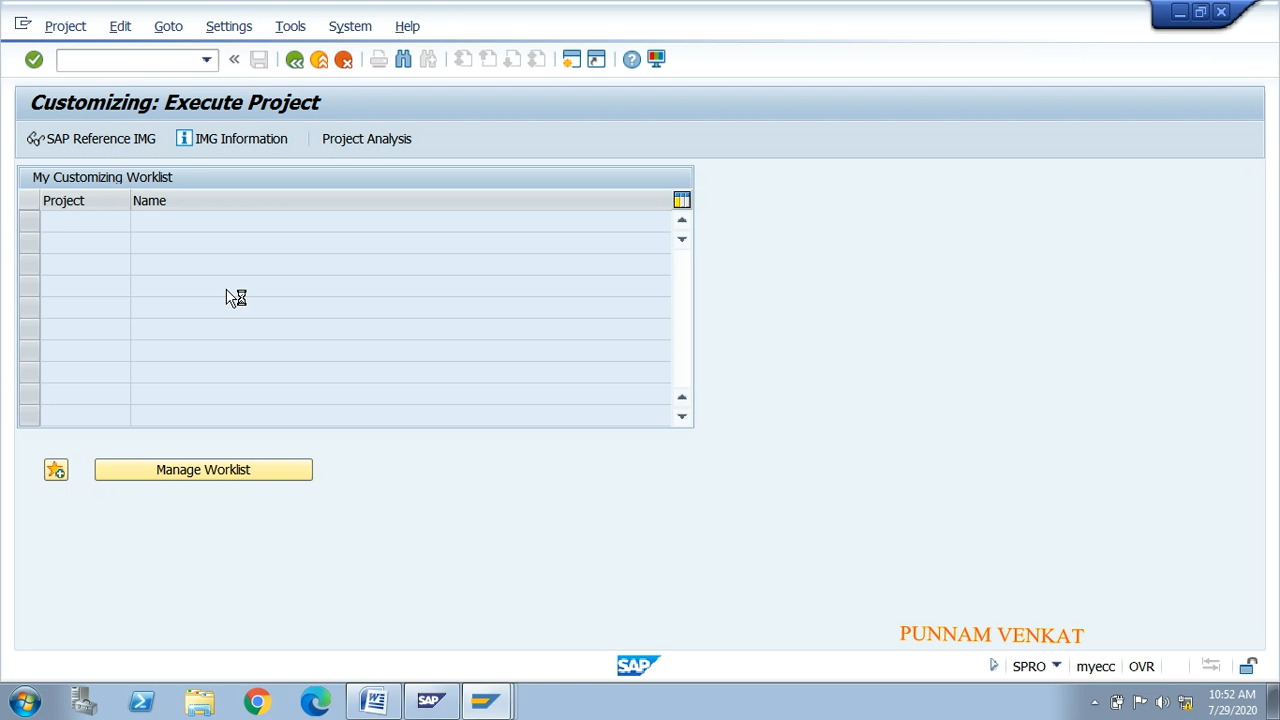 Project Edit Goto Settings Tools System Help
Customizing: Execute Project
SAP Reference IMG IMG Information Project Analysis
My Customizing Worklist
Project Name
Manage Worklist
PUNNAM VENKAT
SAP SPRO myecc OVR
SAP 10:52 AM
7/29/2020